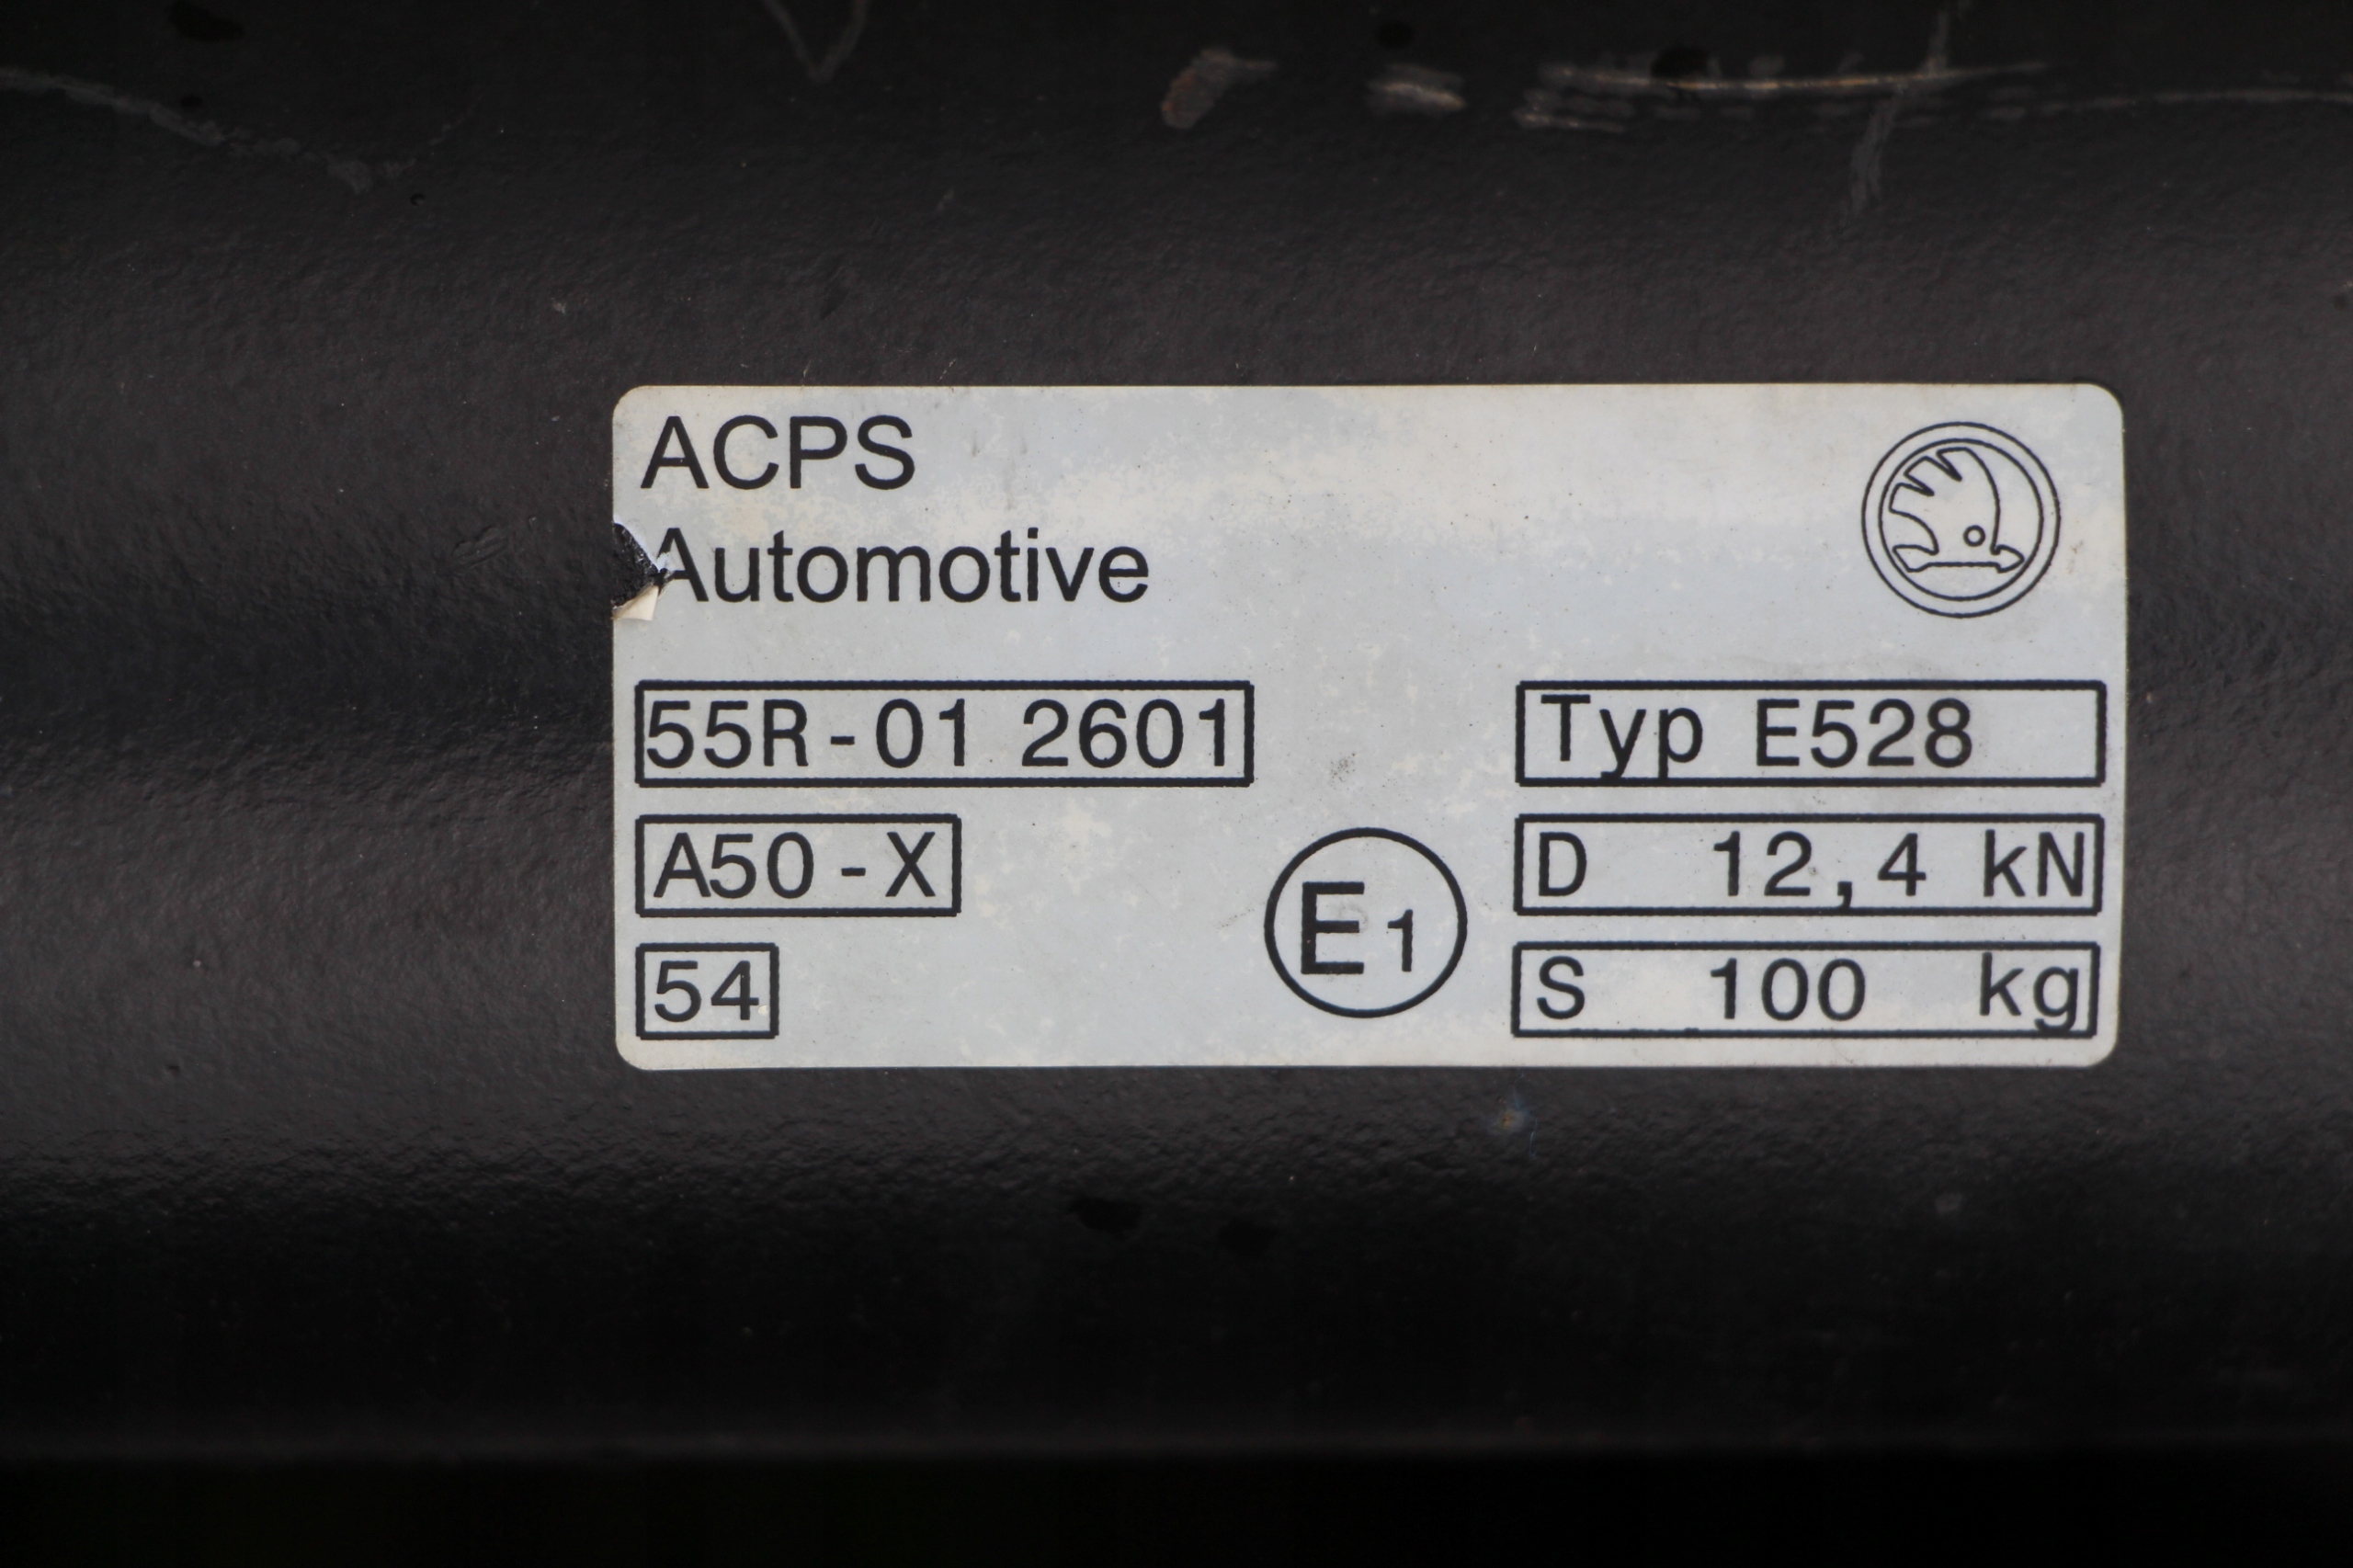 ACPS
Automotive
55R-01 2601
Typ E528
A50-X
D 12,4 kN
E1
54
S 100 kg